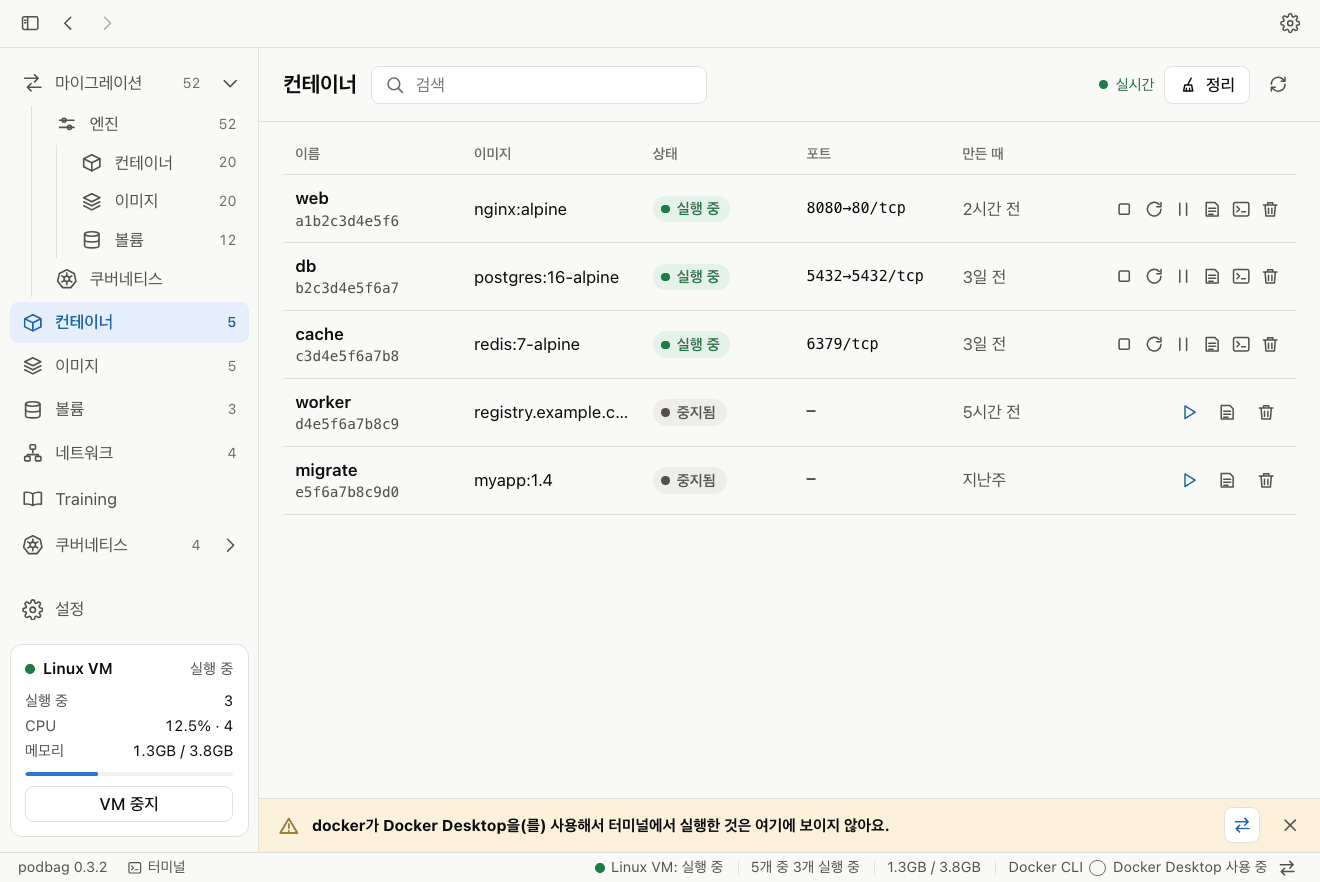 마이그레이션 52
엔진 52
컨테이너 20
이미지 20
볼륨 12
쿠버네티스
컨테이너 5
이미지 5
볼륨 3
네트워크 4
Training
쿠버네티스 4
설정
Linux VM 실행 중
실행 중 3
CPU 12.5% · 4
메모리 1.3GB / 3.8GB
VM 중지
컨테이너 검색 실시간 정리
이름 이미지 상태 포트 만든 때
web
a1b2c3d4e5f6
nginx:alpine 실행 중 8080→80/tcp 2시간 전
db
b2c3d4e5f6a7
postgres:16-alpine 실행 중 5432→5432/tcp 3일 전
cache
c3d4e5f6a7b8
redis:7-alpine 실행 중 6379/tcp 3일 전
worker
d4e5f6a7b8c9
registry.example.c... 중지됨 – 5시간 전
migrate
e5f6a7b8c9d0
myapp:1.4 중지됨 – 지난주
docker가 Docker Desktop을(를) 사용해서 터미널에서 실행한 것은 여기에 보이지 않아요.
podbag 0.3.2 터미널 Linux VM: 실행 중 5개 중 3개 실행 중 1.3GB / 3.8GB Docker CLI Docker Desktop 사용 중